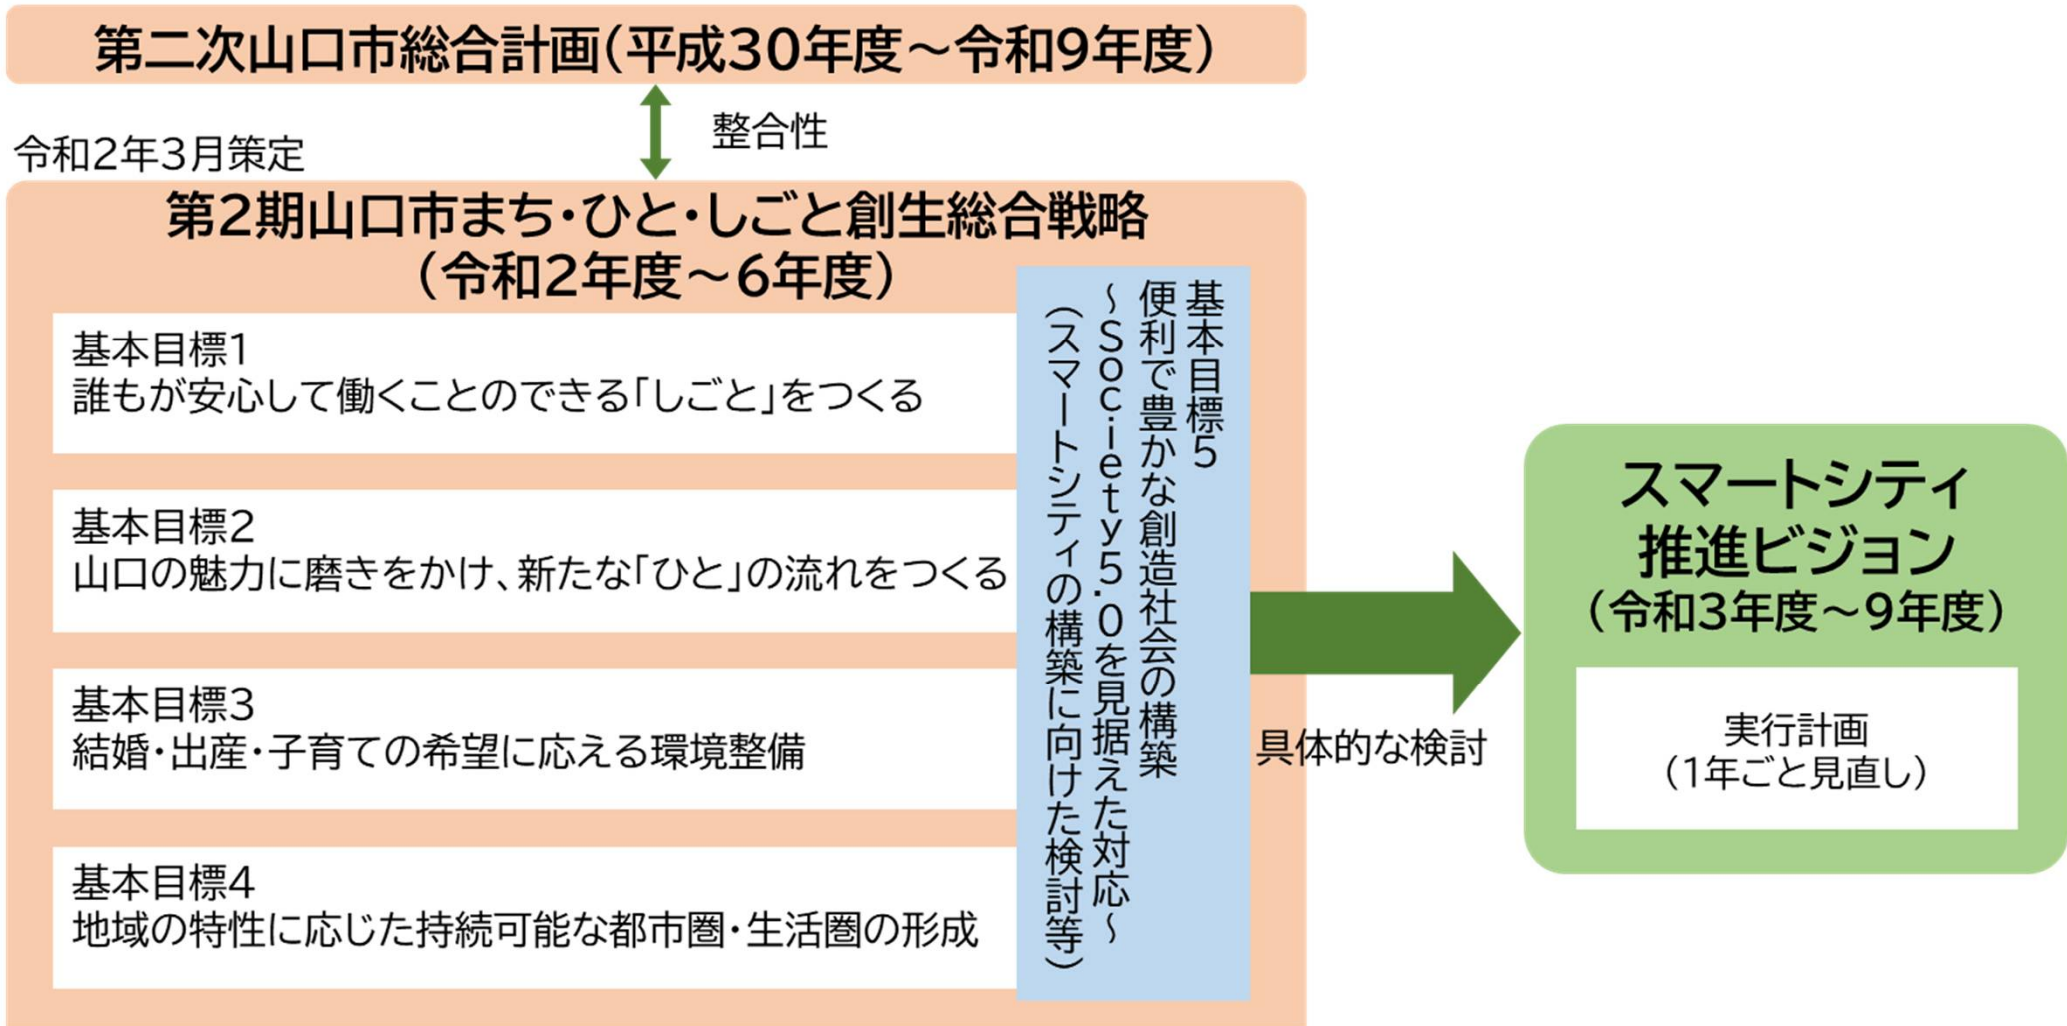 第二次山口市総合計画(平成30年度～令和9年度)
整合性
令和2年3月策定
第2期山口市まち・ひと・しごと創生総合戦略
(令和2年度～6年度)
基本目標1
誰もが安心して働くことのできる「しごと」をつくる
基本目標2
山口の魅力に磨きをかけ、新たな「ひと」の流れをつくる
基本目標3
結婚・出産・子育ての希望に応える環境整備
基本目標4
地域の特性に応じた持続可能な都市圏・生活圏の形成
基本目標5
便利で豊かな創造社会の構築
～Society5.0を見据えた対応～
(スマートシティの構築に向けた検討等)
具体的な検討
スマートシティ
推進ビジョン
(令和3年度～9年度)
実行計画
(1年ごと見直し)